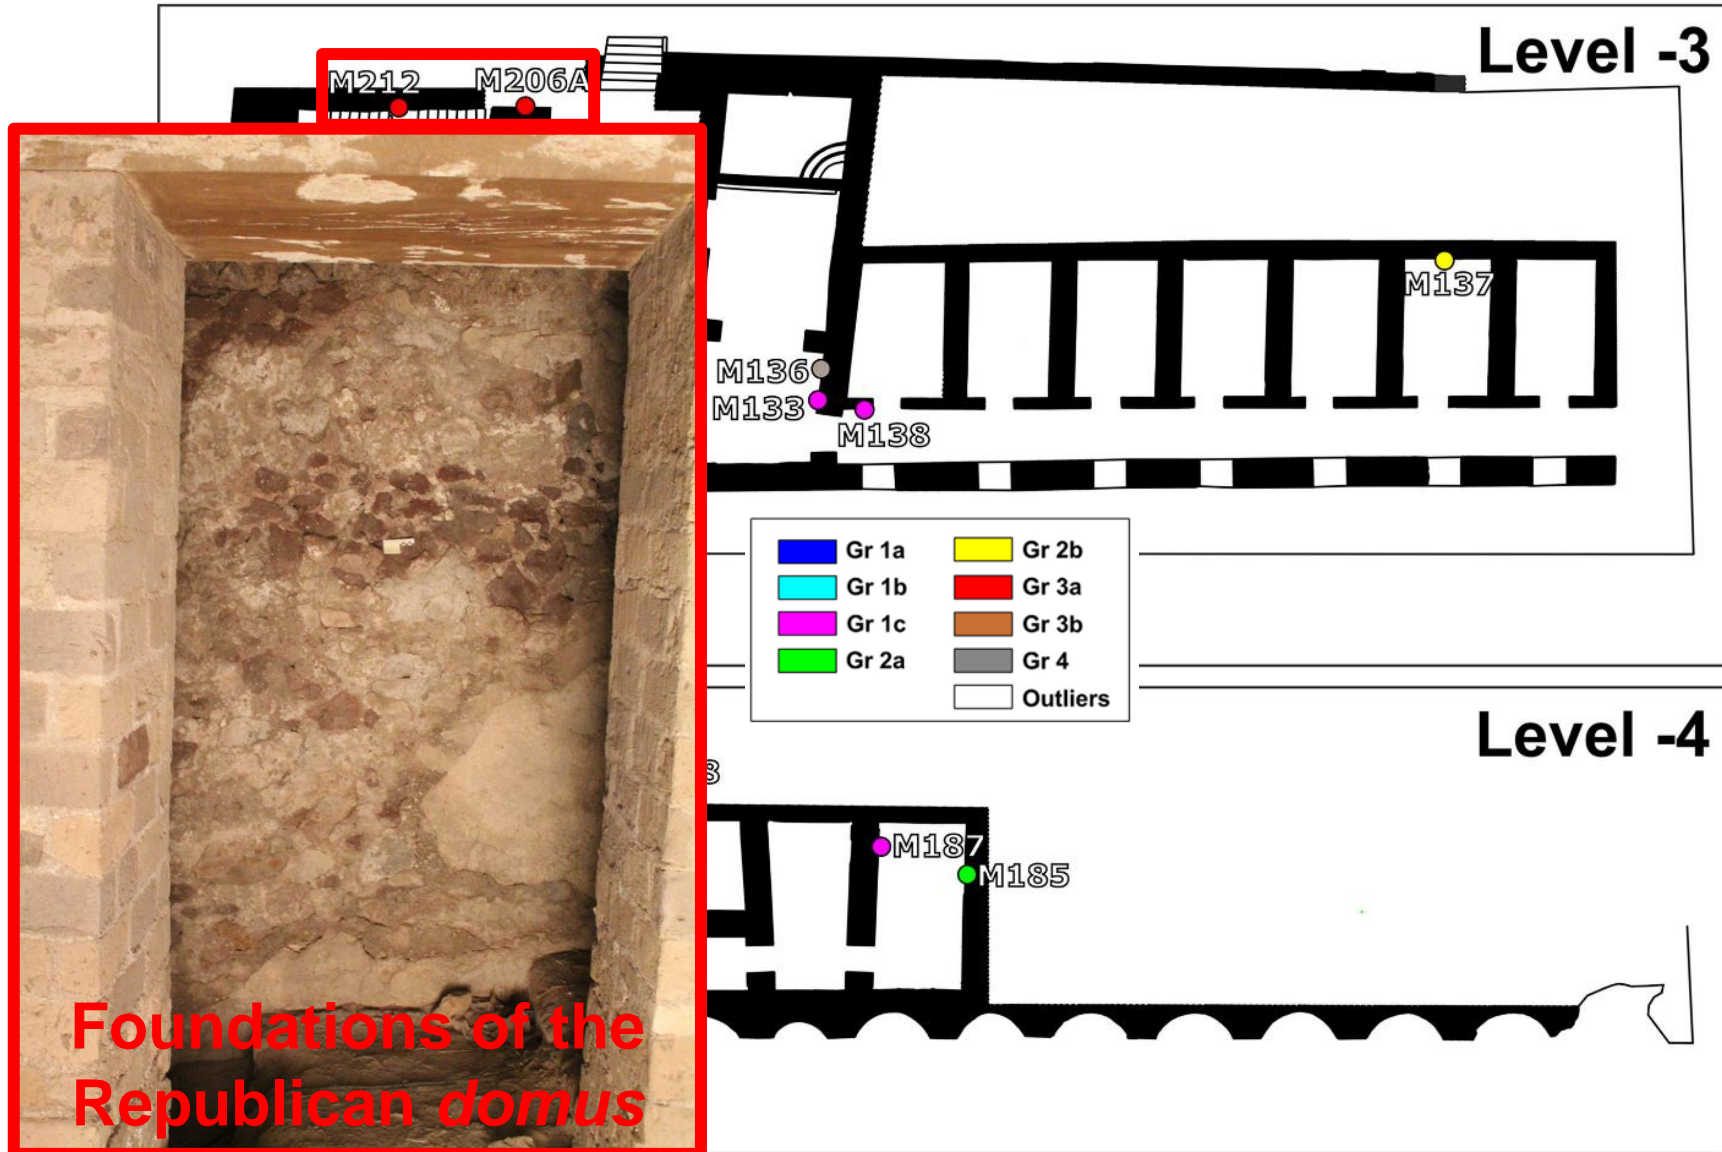 Level -3
M212
M206A
M137
M136
M133
M138
Gr 1a
Gr 2b
Gr 1b
Gr 3a
Gr 1c
Gr 3b
Gr 2a
Gr 4
Outliers
Level -4
8
M187
M185
Foundations of the
Republican domus